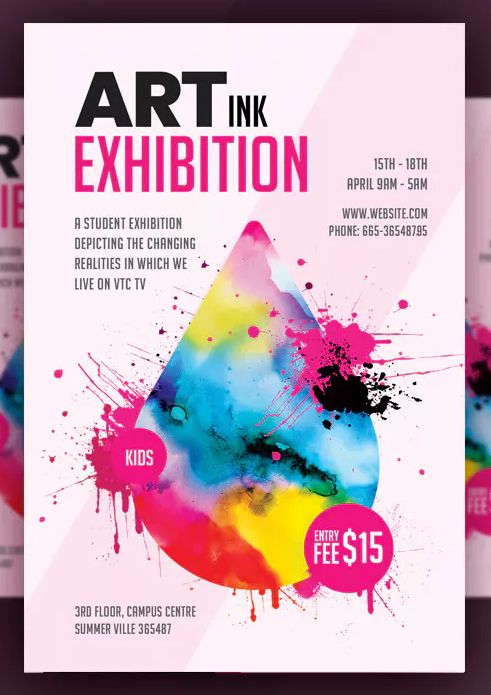 ART INK
EXHIBITION
15TH - 18TH
APRIL 9AM - 5AM
WWW.WEBSITE.COM
PHONE: 665-36548795
A STUDENT EXHIBITION
DEPICTING THE CHANGING
REALITIES IN WHICH WE
LIVE ON VTC TV
KIDS
ENTRY
FEE $15
3RD FLOOR, CAMPUS CENTRE
SUMMER VILLE 365487